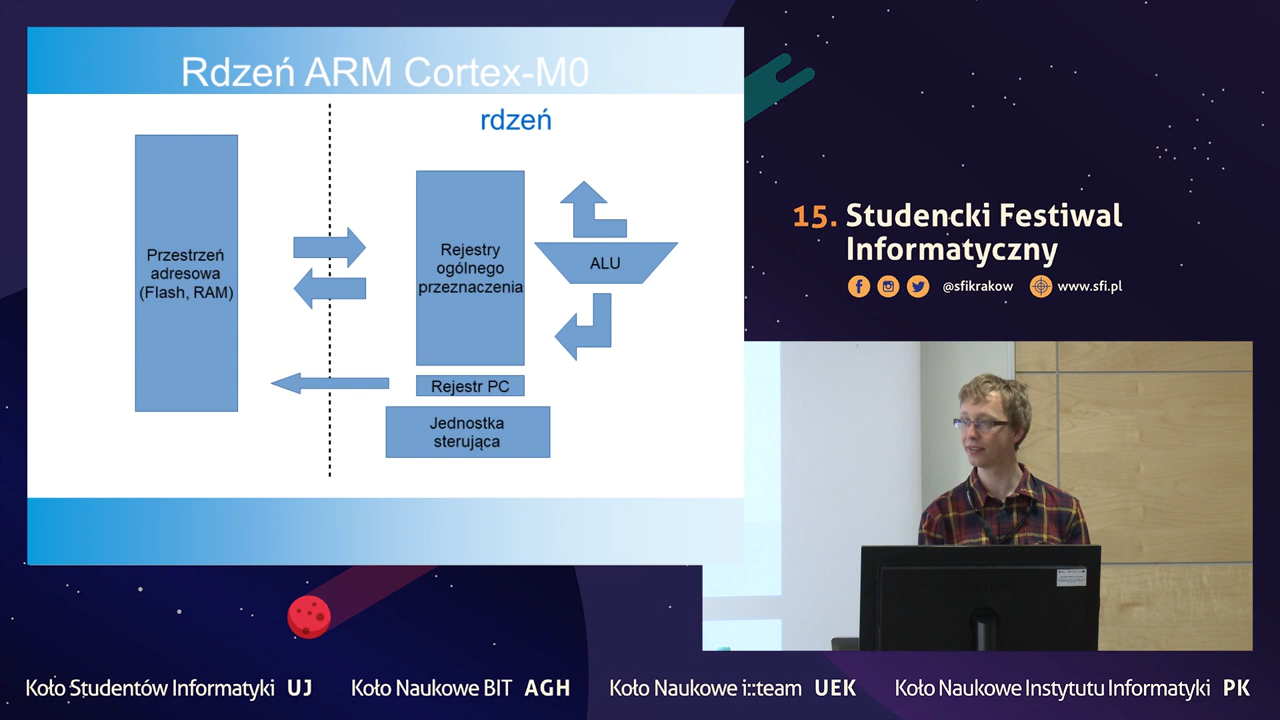 Rdzeń ARM Cortex-M0
rdzeń
Przestrzeń
adresowa
(Flash, RAM)
Rejestry
ogólnego
przeznaczenia
ALU
Rejestr PC
Jednostka
sterująca
15. Studencki Festiwal
Informatyczny
@sfikrakow www.sfi.pl
Koło Studentów Informatyki UJ
Koło Naukowe BIT AGH
Koło Naukowe i::team UEK
Koło Naukowe Instytutu Informatyki PK